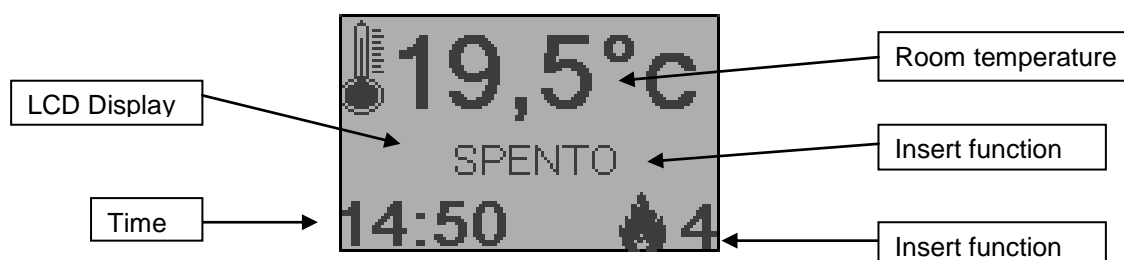 19,5°C
Room temperature
LCD Display
SPENTO
Insert function
Time
14:50
4
Insert function